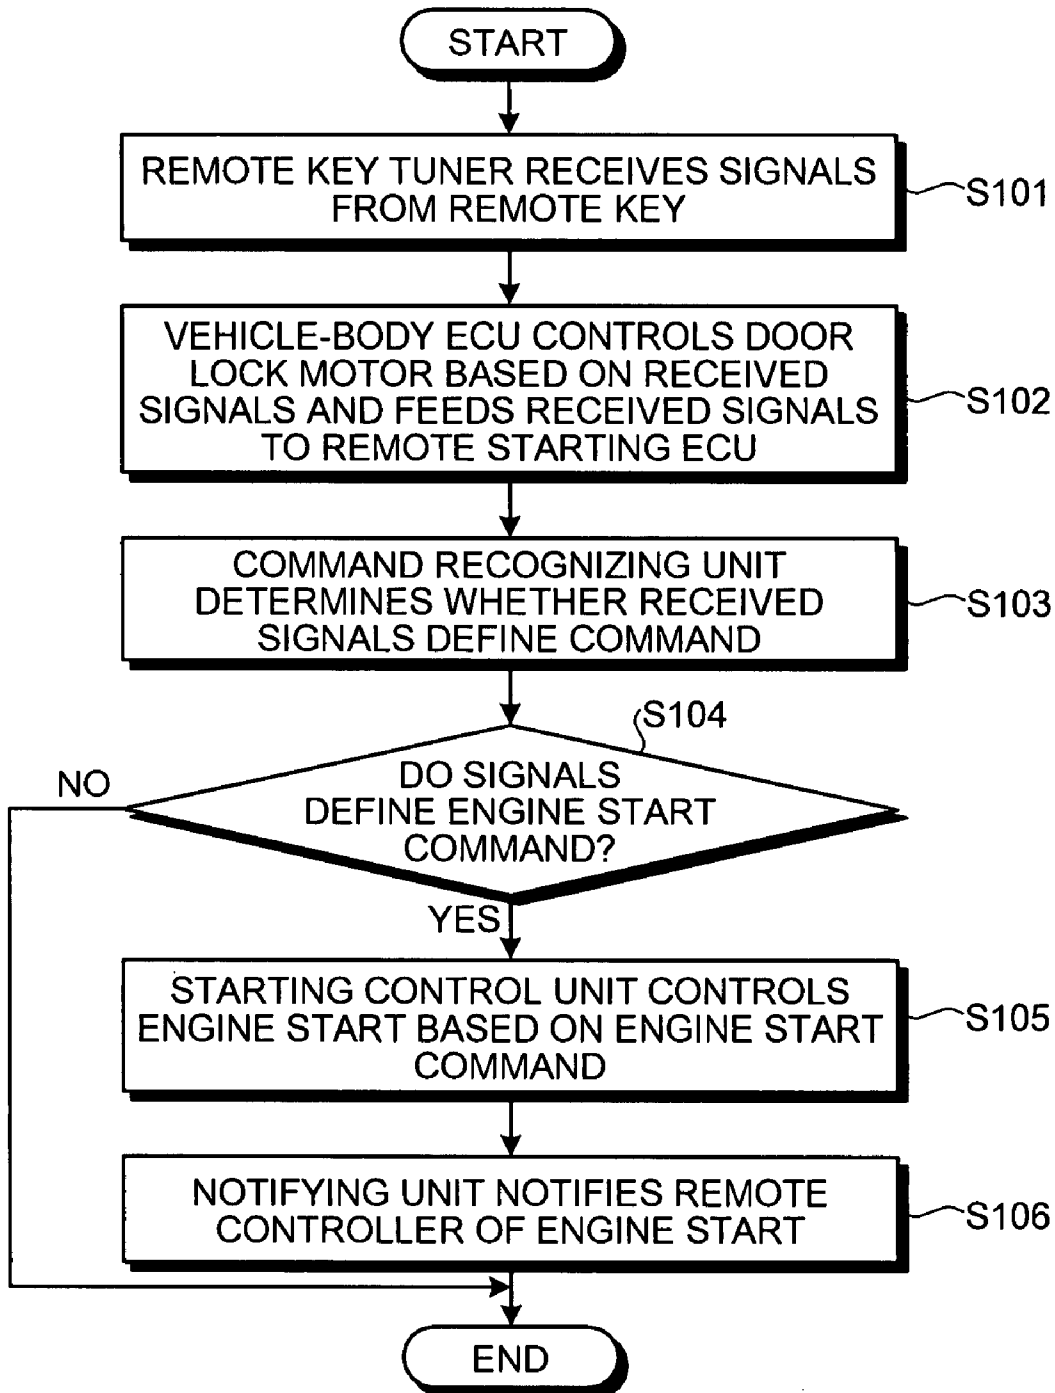 START
REMOTE KEY TUNER RECEIVES SIGNALS
FROM REMOTE KEY
S101
VEHICLE-BODY ECU CONTROLS DOOR
LOCK MOTOR BASED ON RECEIVED
SIGNALS AND FEEDS RECEIVED SIGNALS
TO REMOTE STARTING ECU
S102
COMMAND RECOGNIZING UNIT
DETERMINES WHETHER RECEIVED
SIGNALS DEFINE COMMAND
S103
S104
DO SIGNALS
DEFINE ENGINE START
COMMAND?
NO
YES
STARTING CONTROL UNIT CONTROLS
ENGINE START BASED ON ENGINE START
COMMAND
S105
NOTIFYING UNIT NOTIFIES REMOTE
CONTROLLER OF ENGINE START
S106
END